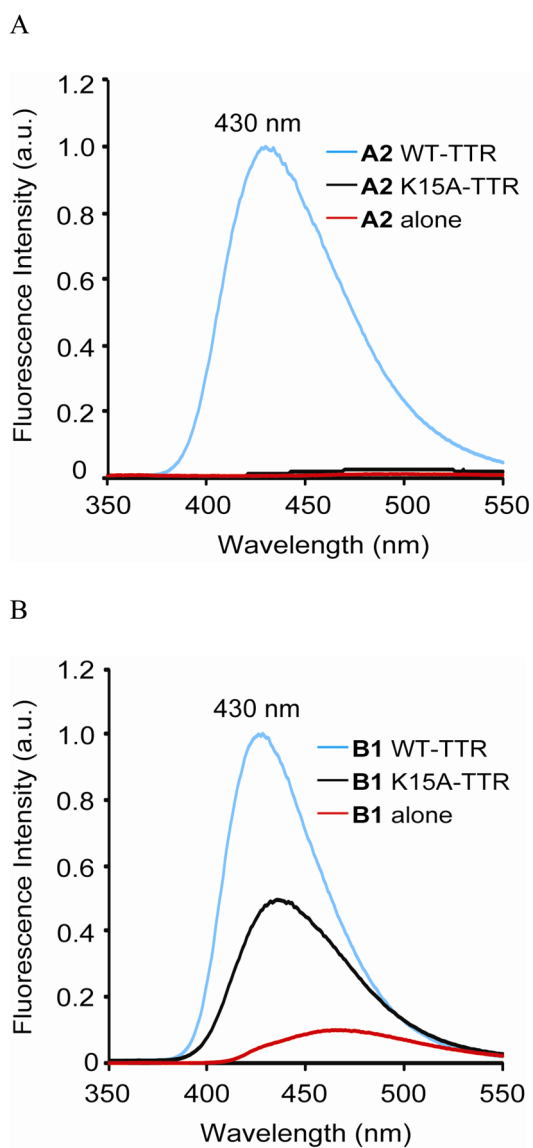 A
1.2
430 nm
1.0
A2 WT-TTR
A2 K15A-TTR
A2 alone
0.8
0.6
0.4
0.2
0
Fluorescence Intensity (a.u.)
350 400 450 500 550
Wavelength (nm)
B
1.2
430 nm
1.0
B1 WT-TTR
B1 K15A-TTR
B1 alone
0.8
0.6
0.4
0.2
0
Fluorescence Intensity (a.u.)
350 400 450 500 550
Wavelength (nm)